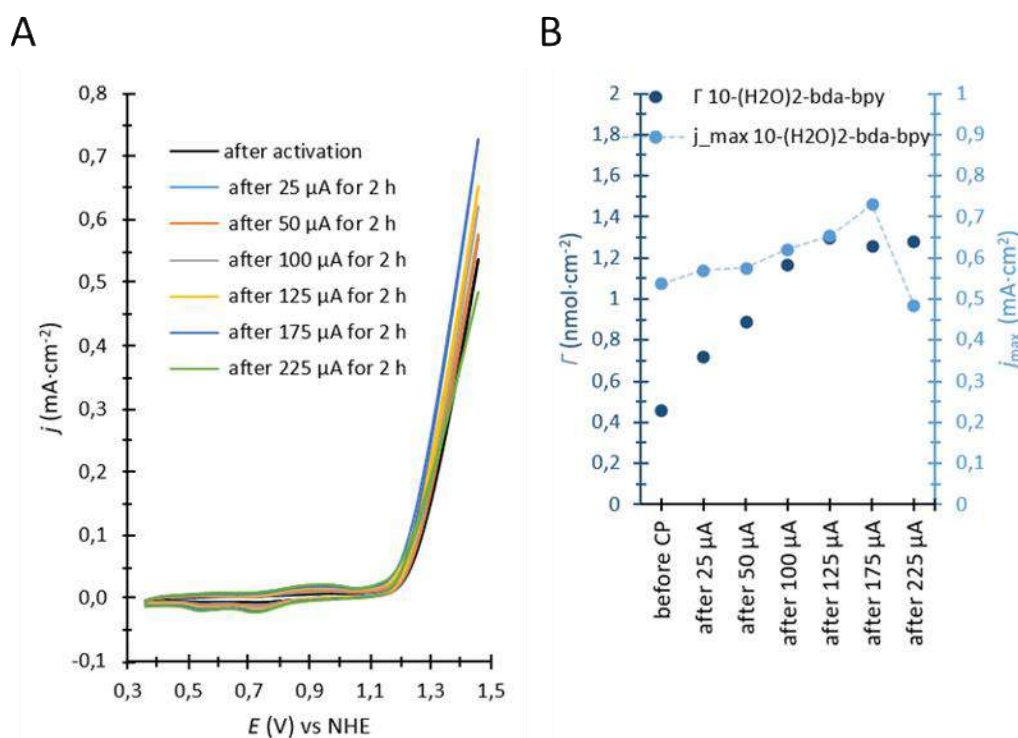 A
0,8
0,7
0,6
0,5
0,4
0,3
0,2
0,1
0,0
-0,1
j (mA·cm-2)
after activation
after 25 µA for 2 h
after 50 µA for 2 h
after 100 µA for 2 h
after 125 µA for 2 h
after 175 µA for 2 h
after 225 µA for 2 h
0,3
0,5
0,7
0,9
1,1
1,3
1,5
E (V) vs NHE
B
2
1,8
1,6
1,4
1,2
1
0,8
0,6
0,4
0,2
0
Γ (nmol·cm-2)
Γ 10-(H2O)2-bda-bpy
j_max 10-(H2O)2-bda-bpy
1
0,9
0,8
0,7
0,6
0,5
0,4
0,3
0,2
0,1
0
jmax (mA·cm-2)
before CP
after 25 µA
after 50 µA
after 100 µA
after 125 µA
after 175 µA
after 225 µA